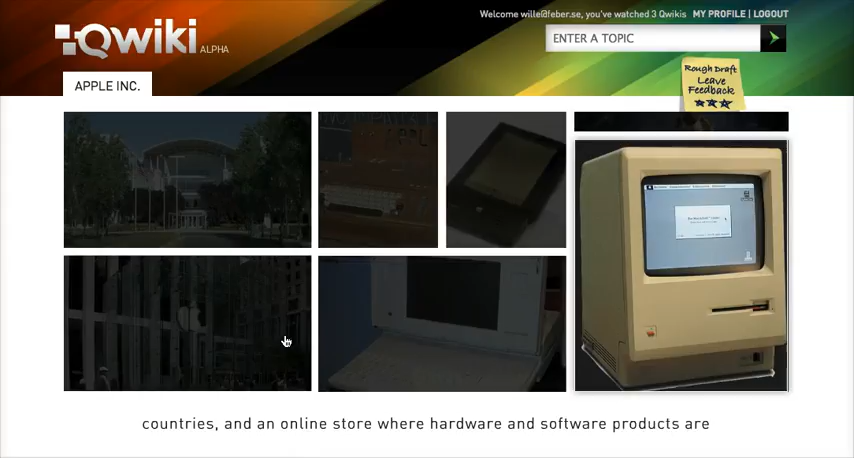 Welcome wille@feber.se, you've watched 3 Qwikis MY PROFILE | LOGOUT
Qwiki ALPHA
ENTER A TOPIC
Rough Draft
Leave
Feedback
APPLE INC.
countries, and an online store where hardware and software products are